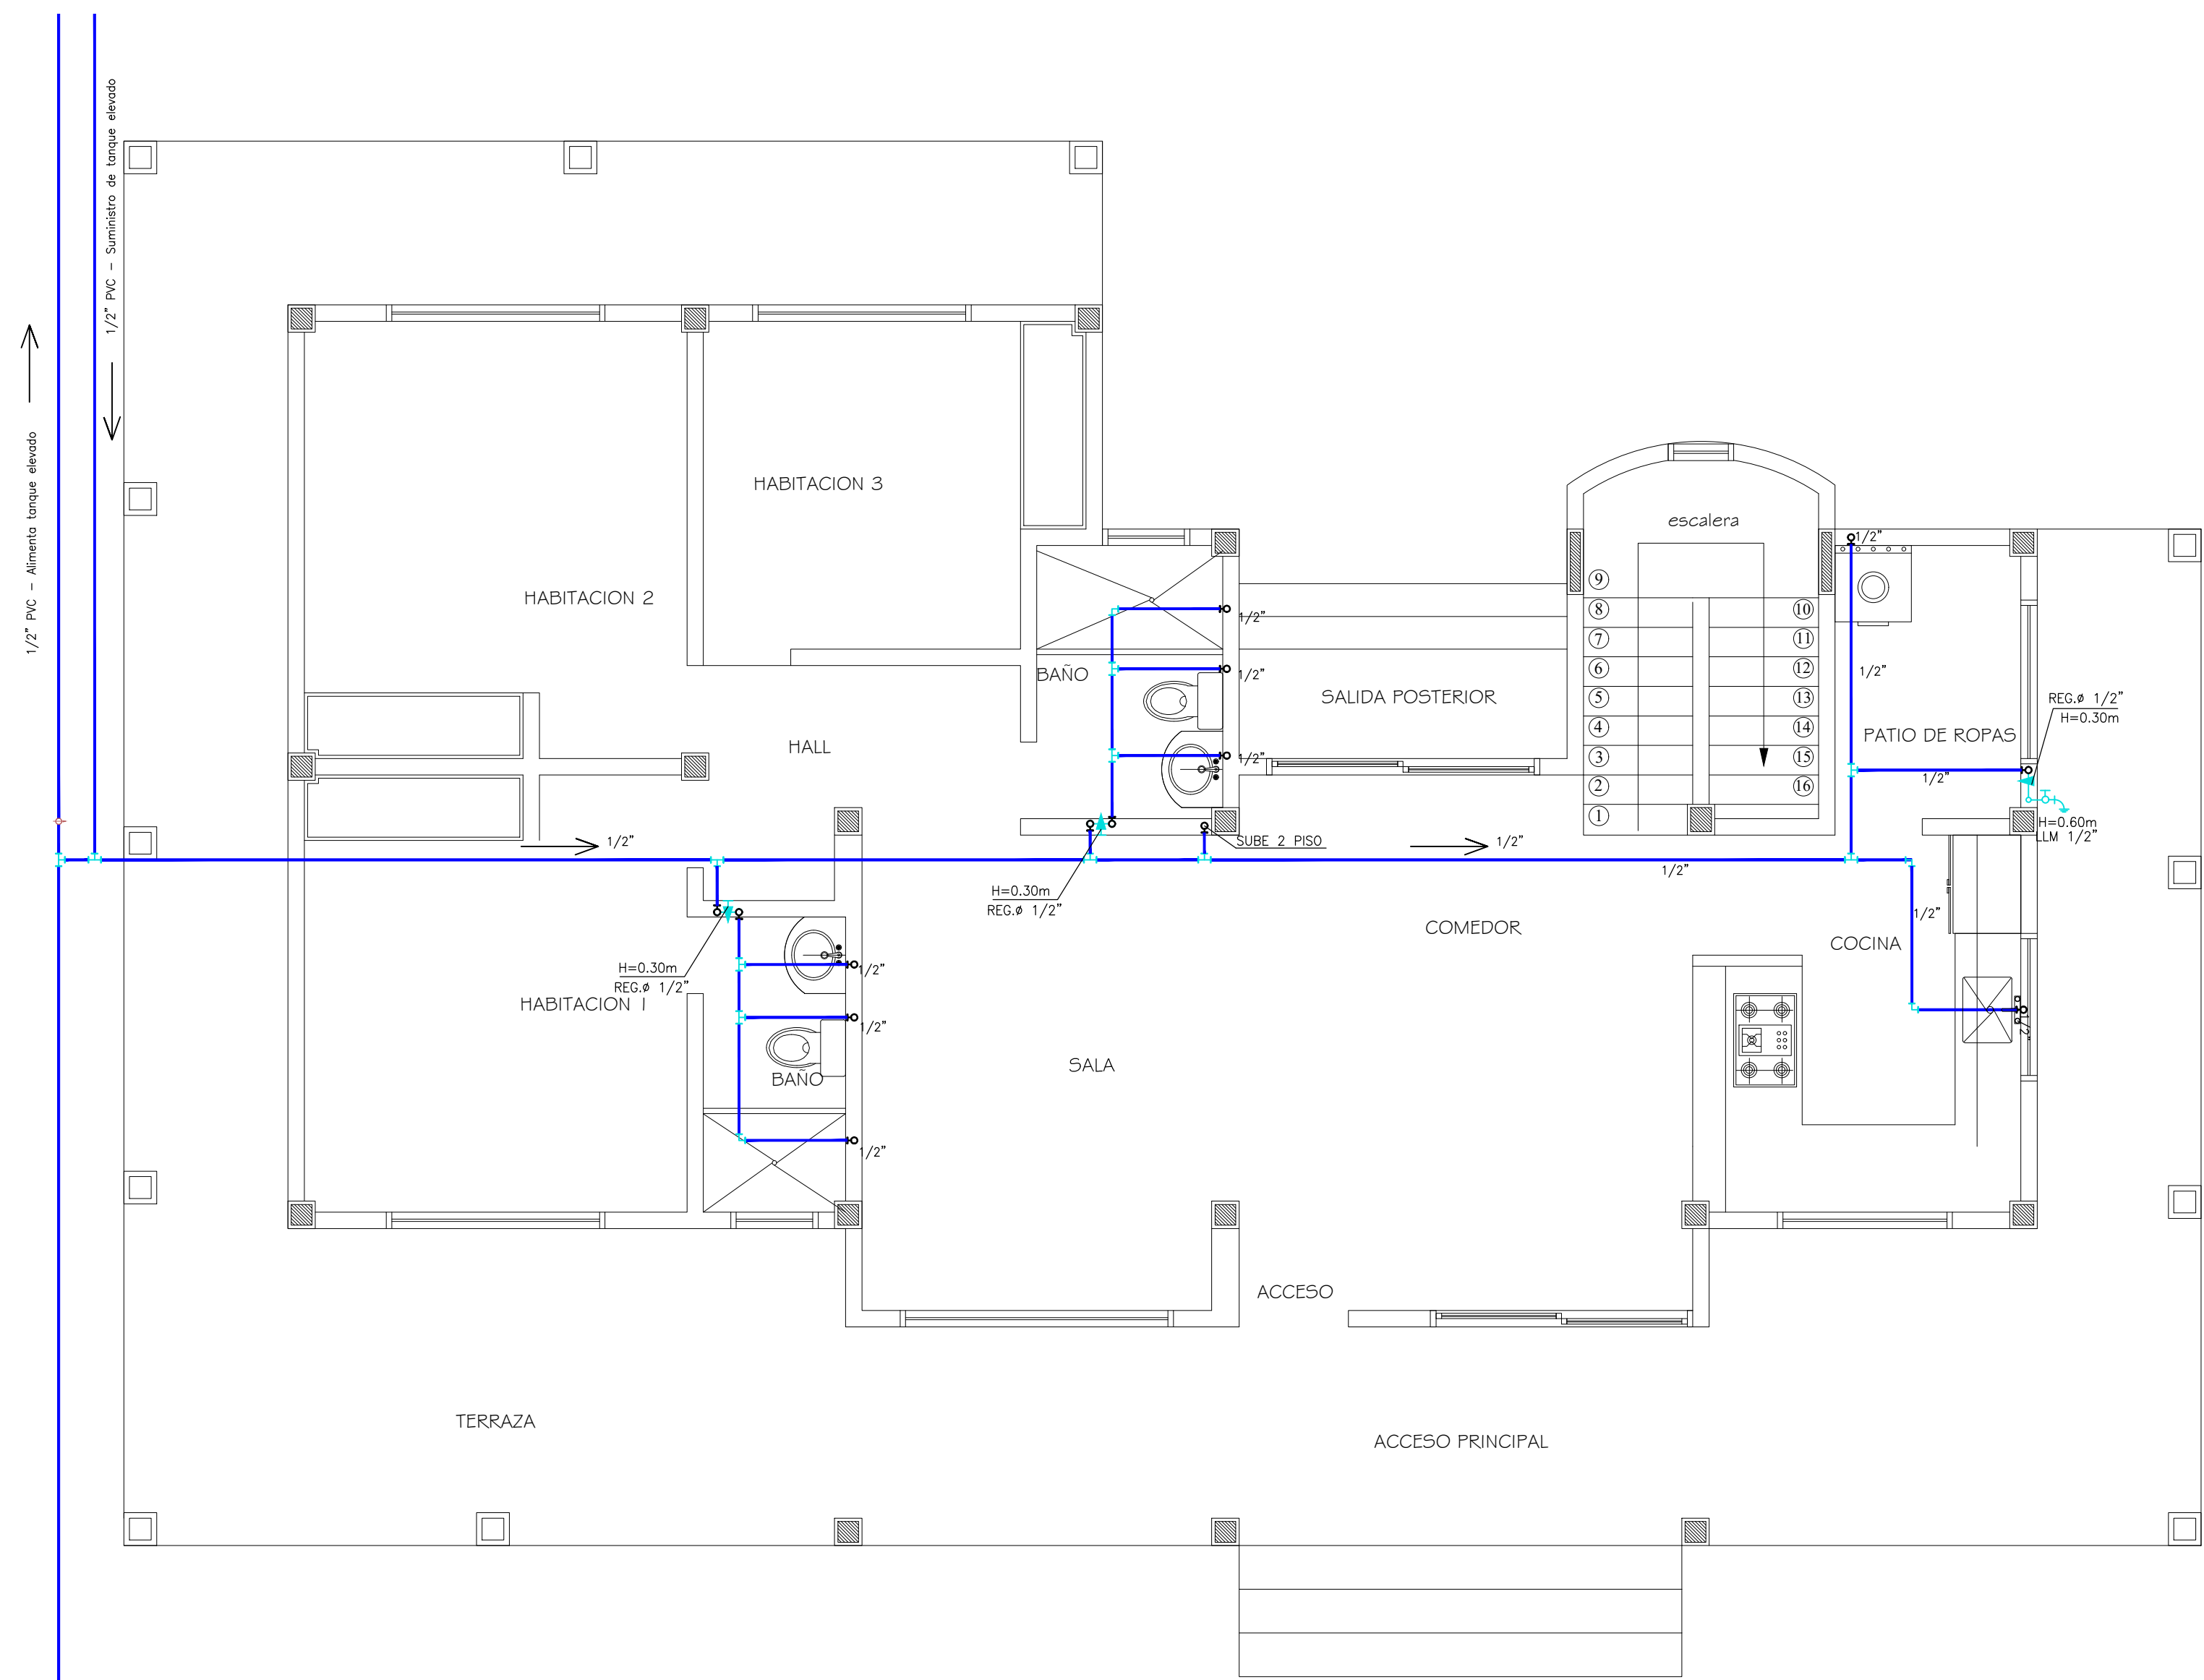 1/2" PVC - Alimenta tanque elevado
1/2" PVC - Suministro de tanque elevado
HABITACION 3
HABITACION 2
escalera
1/2"
9
8
7
6
5
4
3
2
1
10
11
12
13
14
15
16
1/2"
BAÑO
1/2"
1/2"
SALIDA POSTERIOR
1/2"
REG.ø 1/2"
H=0.30m
PATIO DE ROPAS
HALL
1/2"
H=0.60m
LLM 1/2"
1/2"
SUBE 2 PISO
1/2"
1/2"
H=0.30m
REG.ø 1/2"
1/2"
COMEDOR
COCINA
H=0.30m
REG.ø 1/2"
1/2"
HABITACION 1
1/2"
1/2"
SALA
BAÑO
1/2"
ACCESO
TERRAZA
ACCESO PRINCIPAL